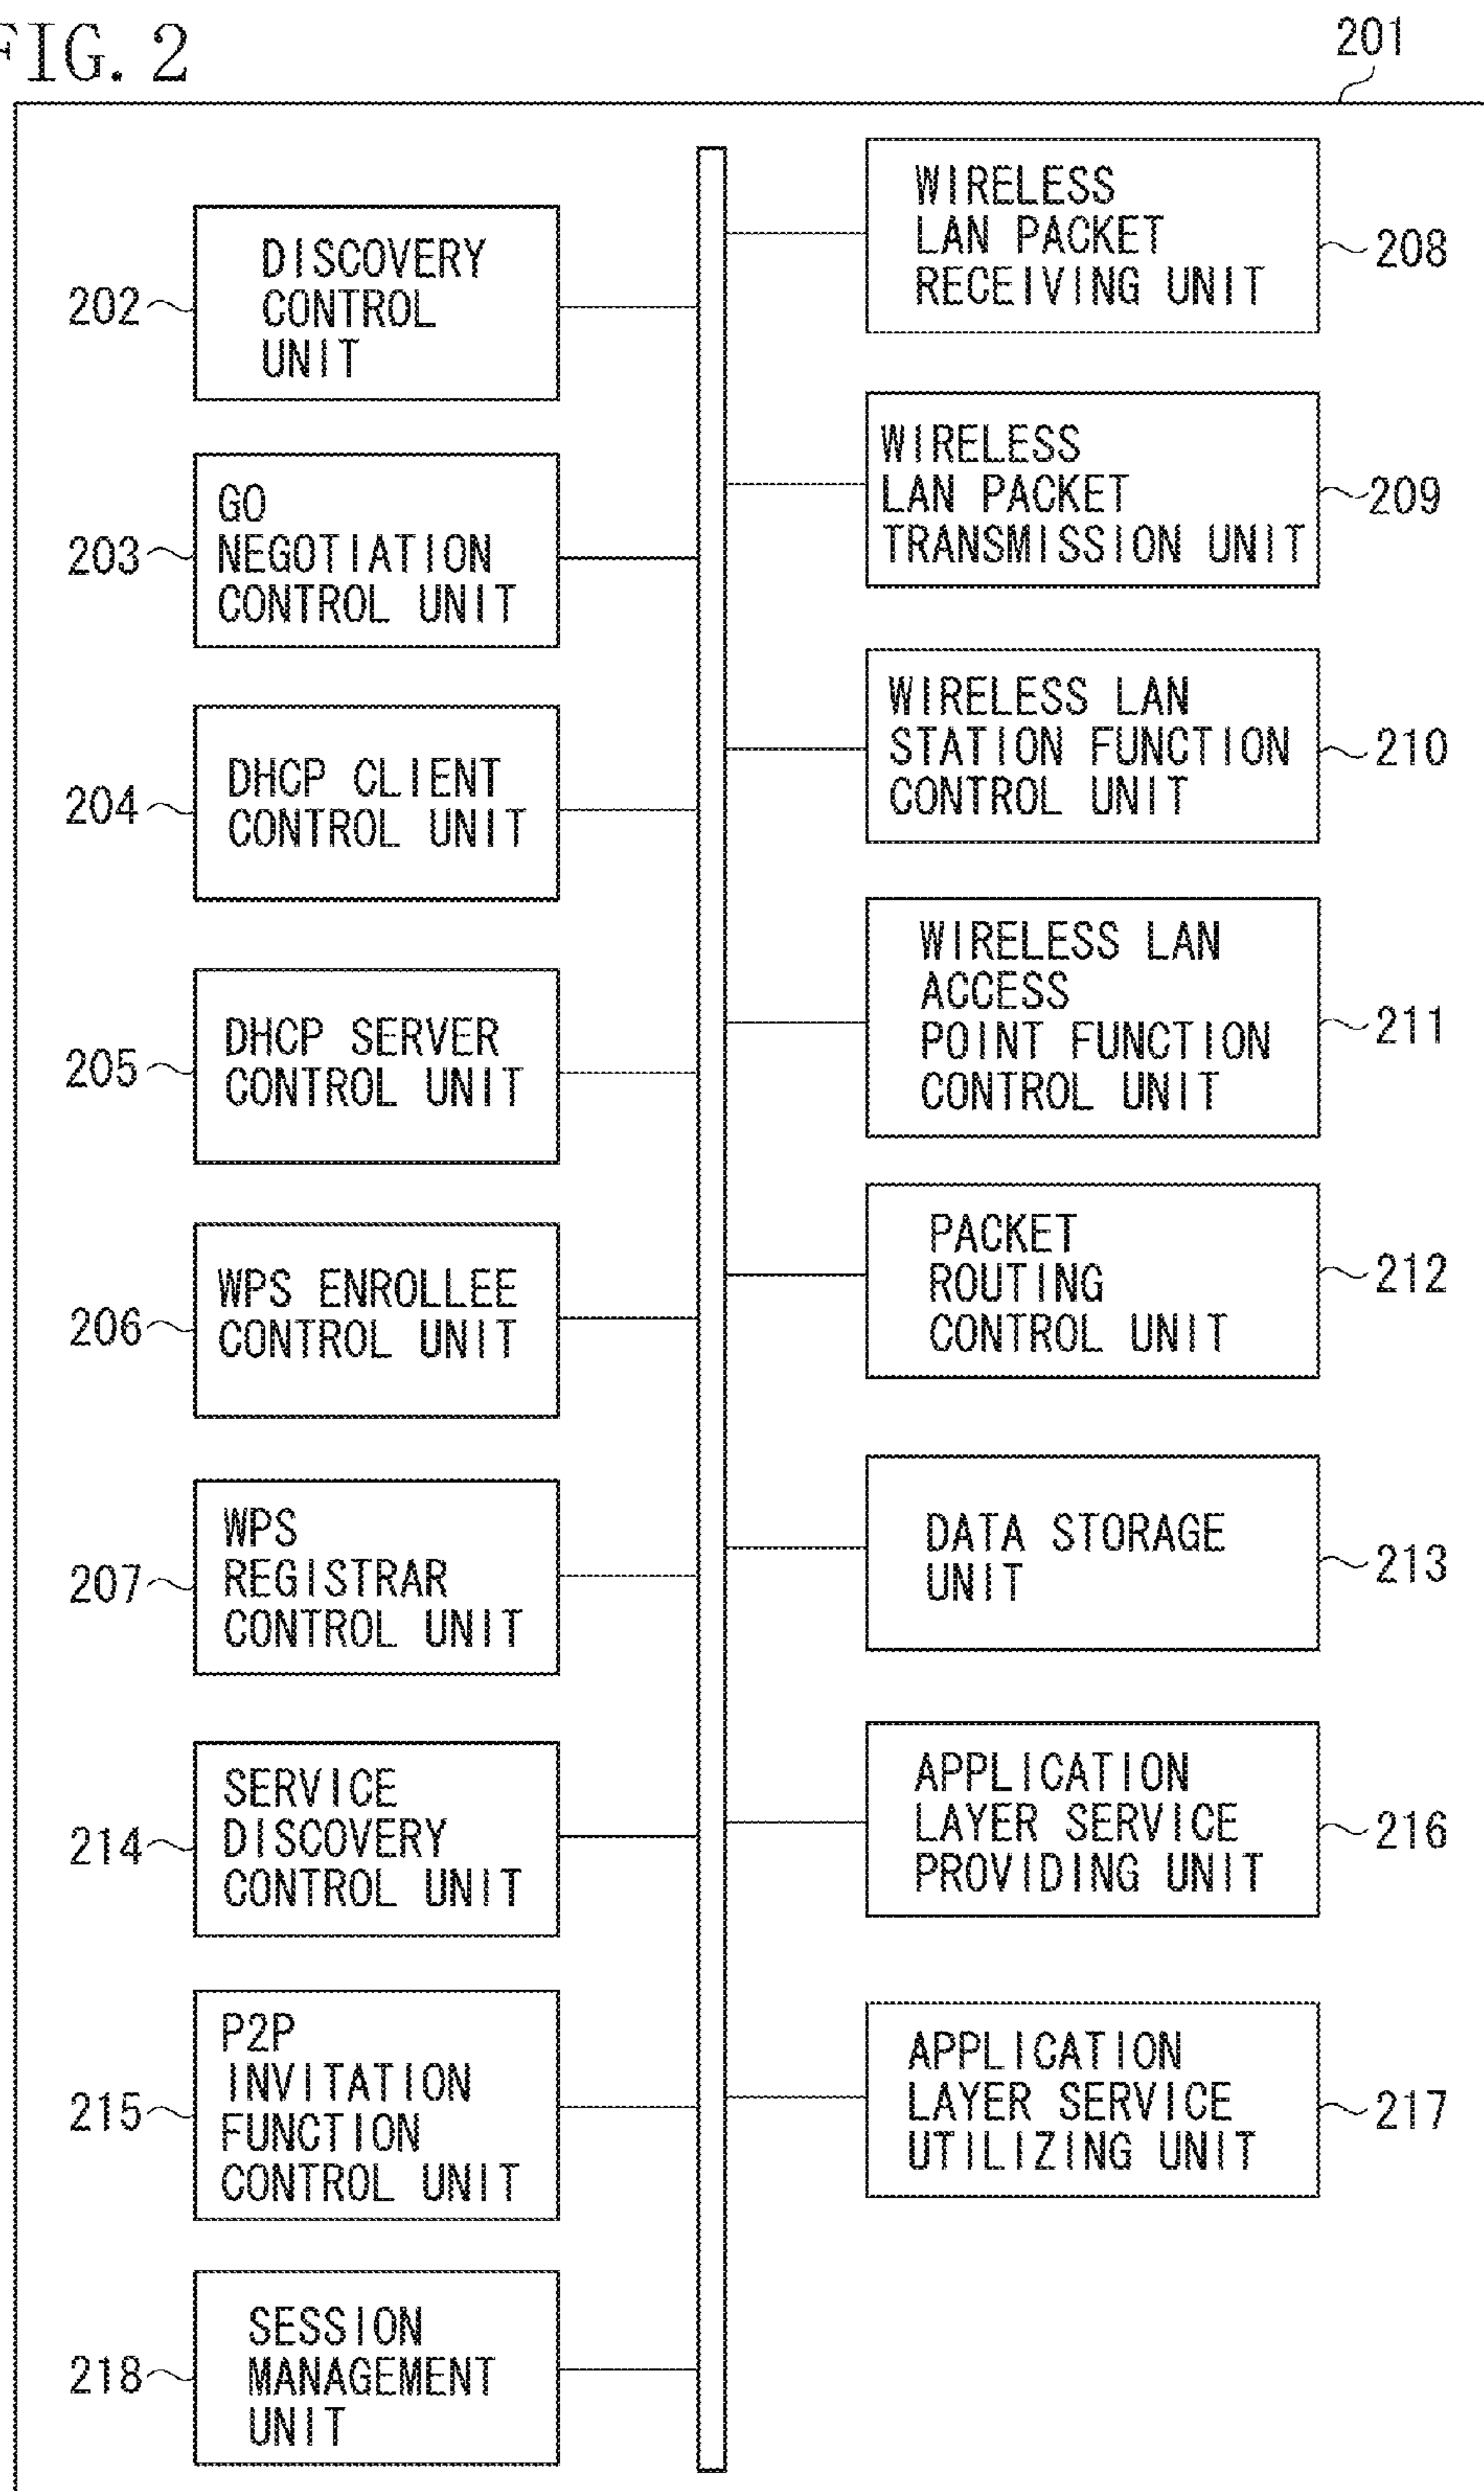 FIG. 2
201
202
DISCOVERY
CONTROL
UNIT
203
GO
NEGOTIATION
CONTROL UNIT
204
DHCP CLIENT
CONTROL UNIT
205
DHCP SERVER
CONTROL UNIT
206
WPS ENROLLEE
CONTROL UNIT
207
WPS
REGISTRAR
CONTROL UNIT
214
SERVICE
DISCOVERY
CONTROL UNIT
215
P2P
INVITATION
FUNCTION
CONTROL UNIT
218
SESSION
MANAGEMENT
UNIT
WIRELESS
LAN PACKET
RECEIVING UNIT
208
WIRELESS
LAN PACKET
TRANSMISSION UNIT
209
WIRELESS LAN
STATION FUNCTION
CONTROL UNIT
210
WIRELESS LAN
ACCESS
POINT FUNCTION
CONTROL UNIT
211
PACKET
ROUTING
CONTROL UNIT
212
DATA STORAGE
UNIT
213
APPLICATION
LAYER SERVICE
PROVIDING UNIT
216
APPLICATION
LAYER SERVICE
UTILIZING UNIT
217